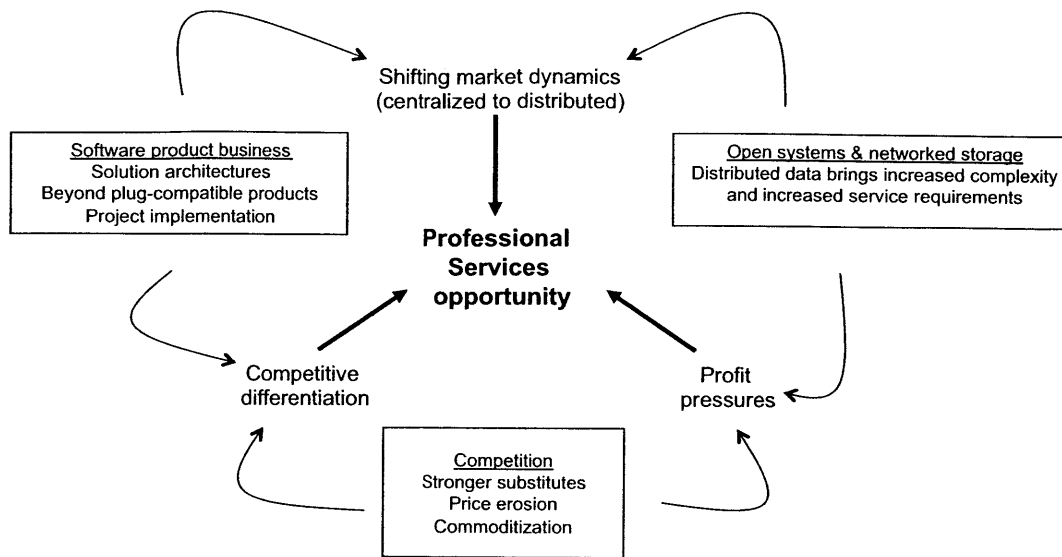 Shifting market dynamics
(centralized to distributed)
Software product business
Solution architectures
Beyond plug-compatible products
Project implementation
Open systems & networked storage
Distributed data brings increased complexity
and increased service requirements
Professional
Services
opportunity
Competitive
differentiation
Profit
pressures
Competition
Stronger substitutes
Price erosion
Commoditization